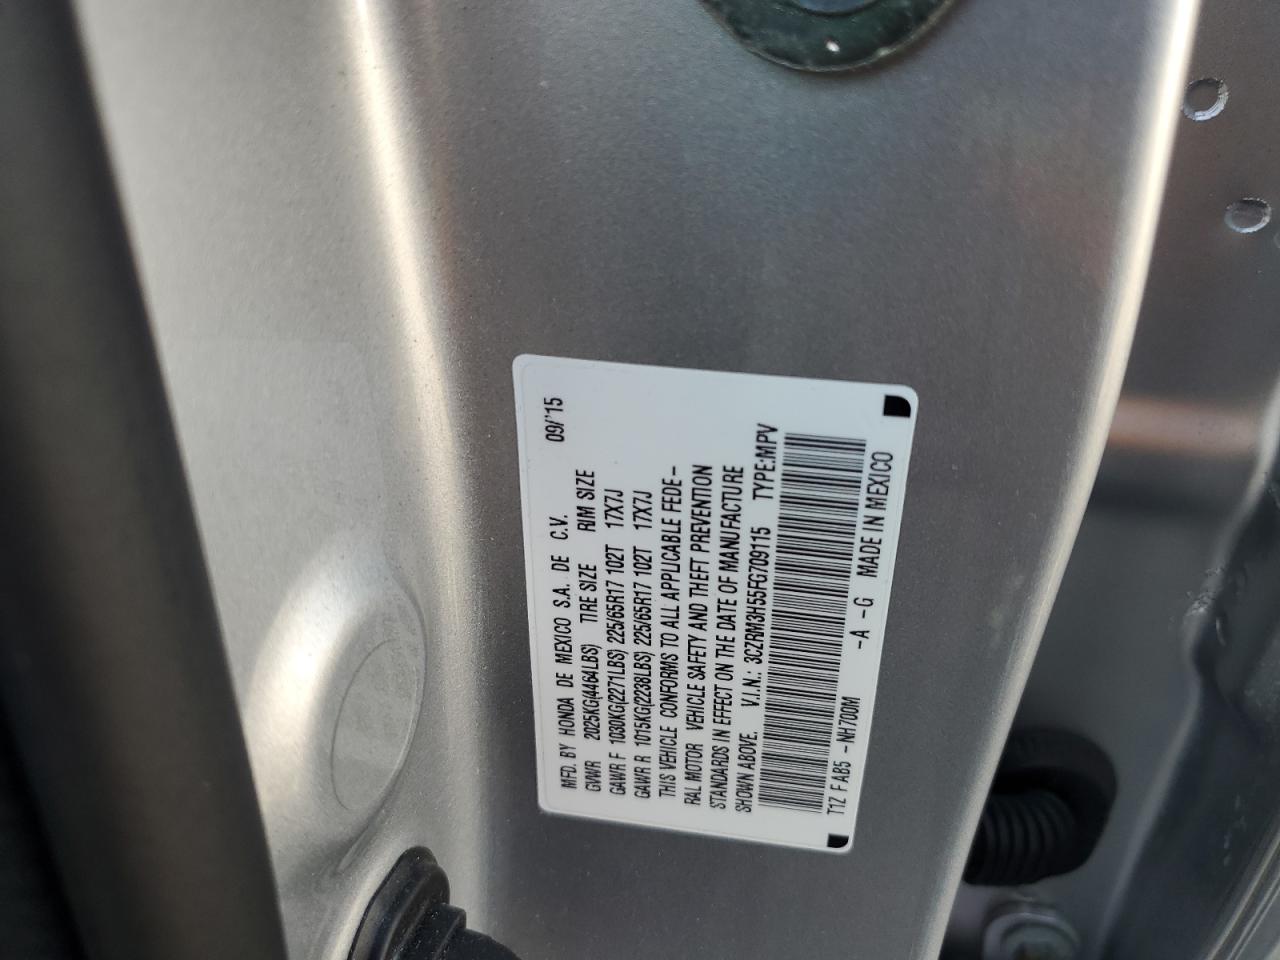 09/'15
MFD. BY HONDA DE MEXICO S.A. DE C.V.
GVWR 2025KG(4464LBS) TIRE SIZE RIM SIZE
GAWR F 1030KG(2271LBS) 225/65R17 102T 17X7J
GAWR R 1015KG(2238LBS) 225/65R17 102T 17X7J
THIS VEHICLE CONFORMS TO ALL APPLICABLE FEDE-
RAL MOTOR VEHICLE SAFETY AND THEFT PREVENTION
STANDARDS IN EFFECT ON THE DATE OF MANUFACTURE
SHOWN ABOVE. V.I.N.: 3CZRM3H55FG709115 TYPE:MPV
T1Z FAB5 -NH700M -A -G MADE IN MEXICO